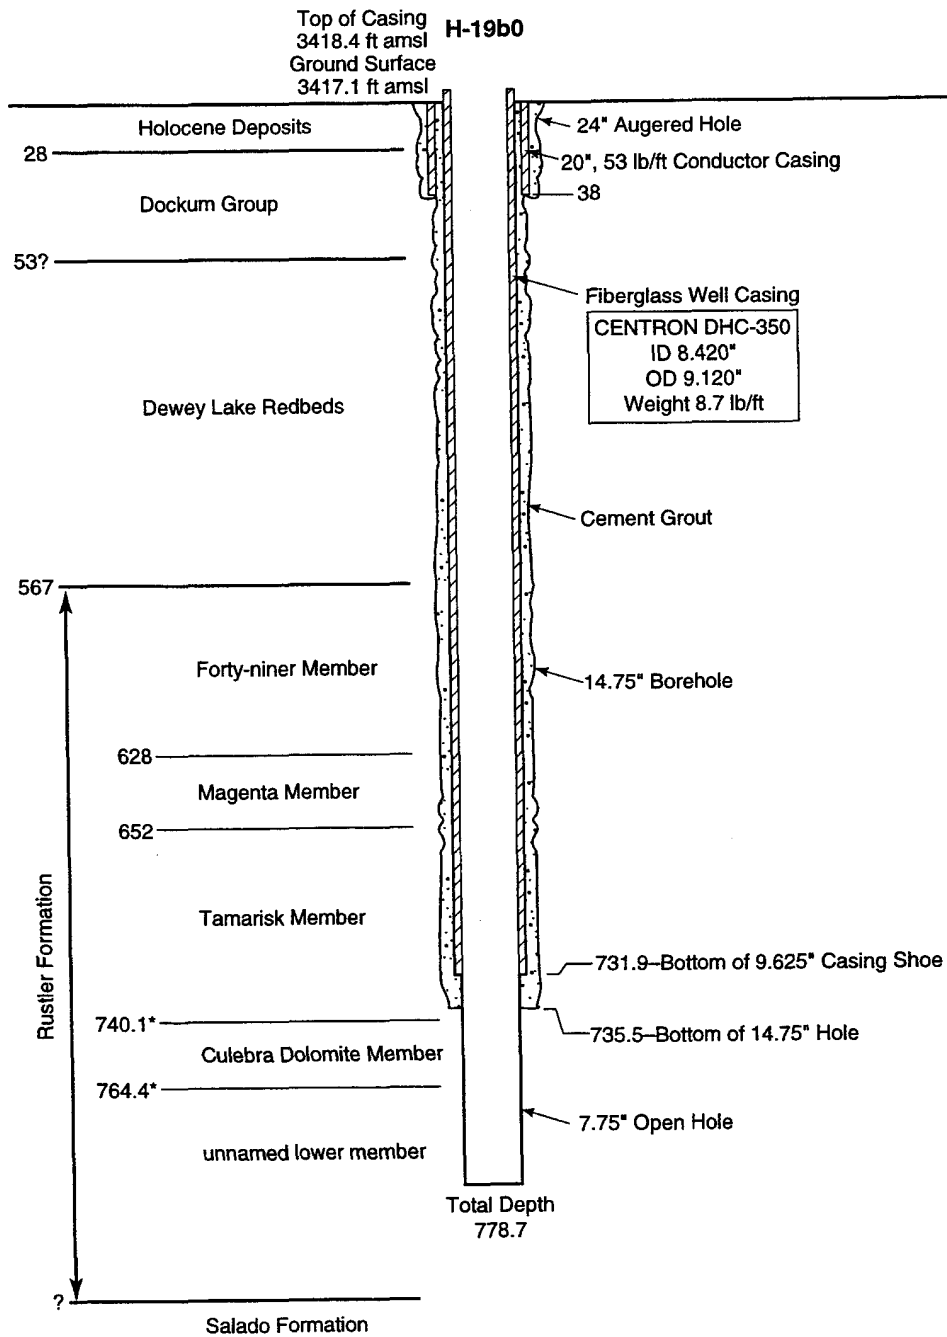 Top of Casing
3418.4 ft amsl
H-19b0
Ground Surface
3417.1 ft amsl
Holocene Deposits
24" Augered Hole
28
20", 53 lb/ft Conductor Casing
38
Dockum Group
53?
Fiberglass Well Casing
CENTRON DHC-350
ID 8.420"
OD 9.120"
Weight 8.7 lb/ft
Dewey Lake Redbeds
Cement Grout
567
Forty-niner Member
14.75" Borehole
628
Magenta Member
652
Tamarisk Member
Rustler Formation
731.9–Bottom of 9.625" Casing Shoe
740.1*
735.5–Bottom of 14.75" Hole
Culebra Dolomite Member
764.4*
7.75" Open Hole
unnamed lower member
Total Depth
778.7
?
Salado Formation